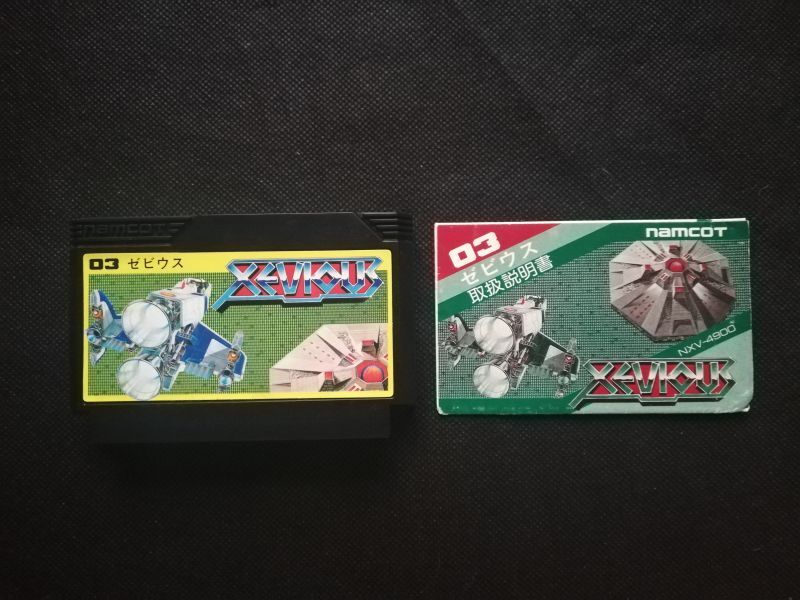 namcot
03 ゼビウス
XEVIOUS
namcot
03
ゼビウス
取扱説明書
NXV-4900
XEVIOUS